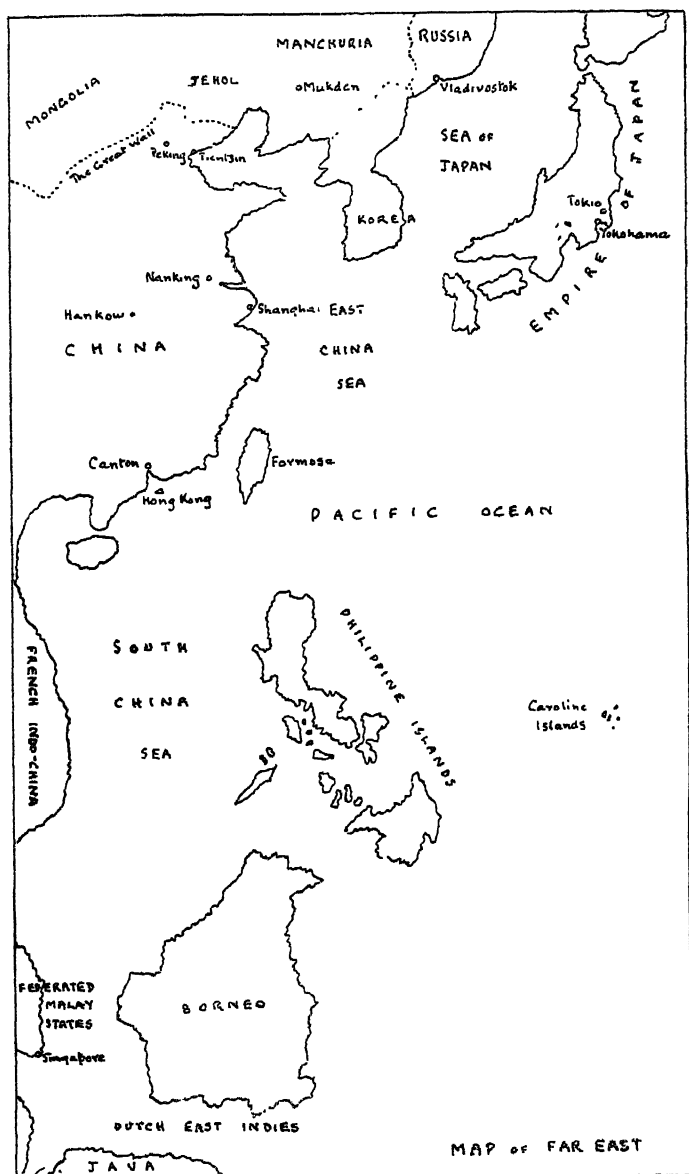 MANCHURIA
RUSSIA
JEHOL
Mukden
Vladivostok
MONGOLIA
The Great Wall
Peking
Tientsin
SEA OF
JAPAN
KOREA
EMPIRE OF JAPAN
Tokio
Yokohama
Nanking
Shanghai
Hankow
CHINA
EAST
CHINA
SEA
Canton
Hong Kong
Formosa
PACIFIC OCEAN
FRENCH INDO-CHINA
SOUTH
CHINA
SEA
PHILIPPINE ISLANDS
Caroline
Islands
FEDERATED
MALAY
STATES
Singapore
BORNEO
DUTCH EAST INDIES
JAVA
MAP OF FAR EAST